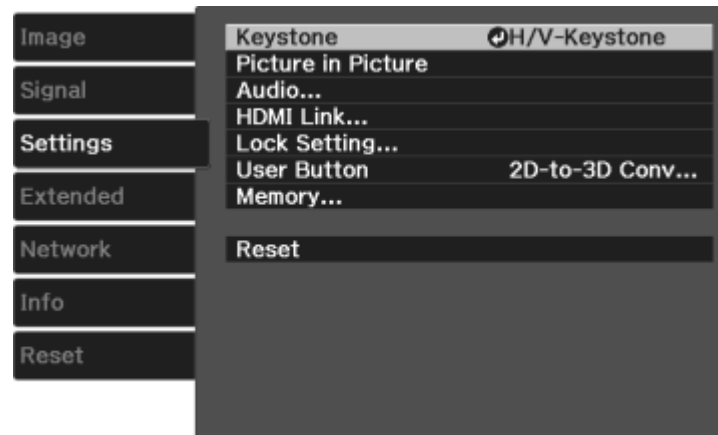 Image
Signal
Settings
Extended
Network
Info
Reset
Keystone H/V-Keystone
Picture in Picture
Audio...
HDMI Link...
Lock Setting...
User Button 2D-to-3D Conv...
Memory...
Reset